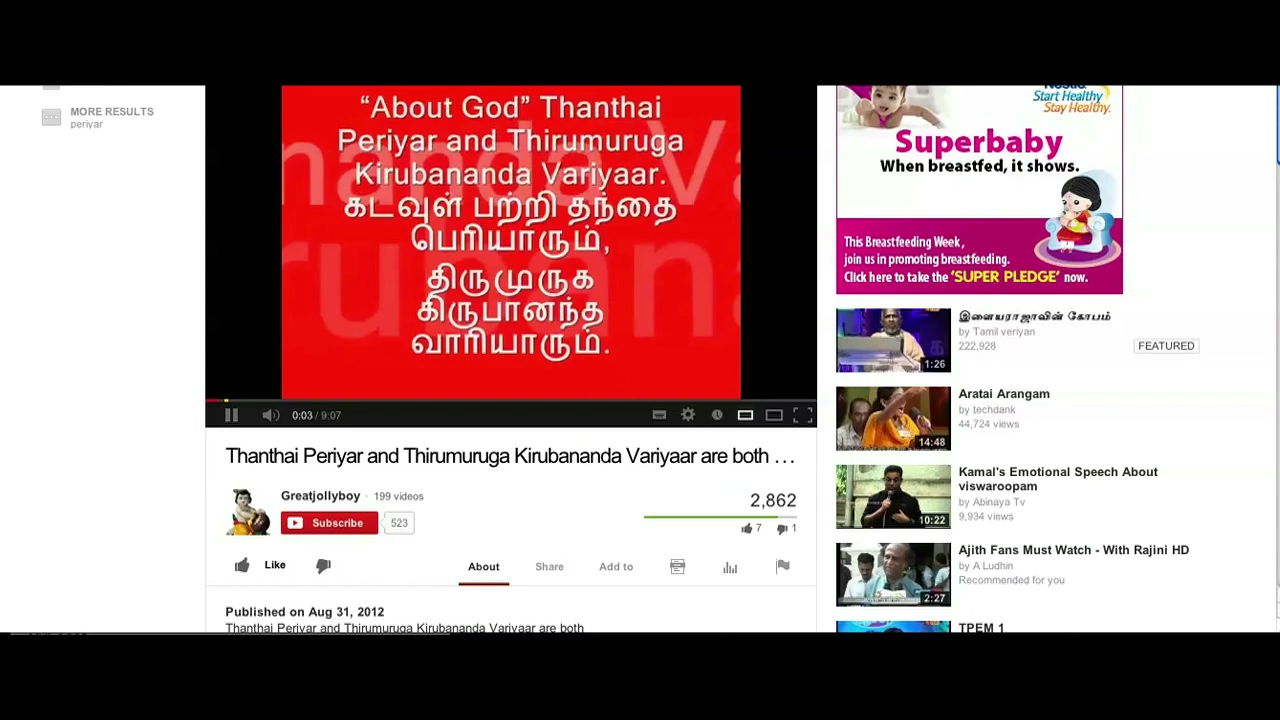 MORE RESULTS
periyar
“About God” Thanthai
Periyar and Thirumuruga
Kirubananda Variyaar.
கடவுள் பற்றி தந்தை
பெரியாரும்,
திருமுருக
கிருபானந்த
வாரியாரும்.
0:03 / 9:07
Thanthai Periyar and Thirumuruga Kirubananda Variyaar are both ...
Greatjollyboy · 199 videos
Subscribe 523
2,862
7 1
Like
About Share Add to
Published on Aug 31, 2012
Thanthai Periyar and Thirumuruga Kirubananda Variyaar are both
Start Healthy
Stay Healthy.
Superbaby
When breastfed, it shows.
This Breastfeeding Week,
join us in promoting breastfeeding.
Click here to take the 'SUPER PLEDGE' now.
இளையராஜாவின் கோபம்
by Tamil veriyan
222,928
FEATURED
1:26
Aratai Arangam
by techdank
44,724 views
14:48
Kamal's Emotional Speech About
viswaroopam
by Abinaya Tv
9,934 views
10:22
Ajith Fans Must Watch - With Rajini HD
by A Ludhin
Recommended for you
2:27
TPEM 1